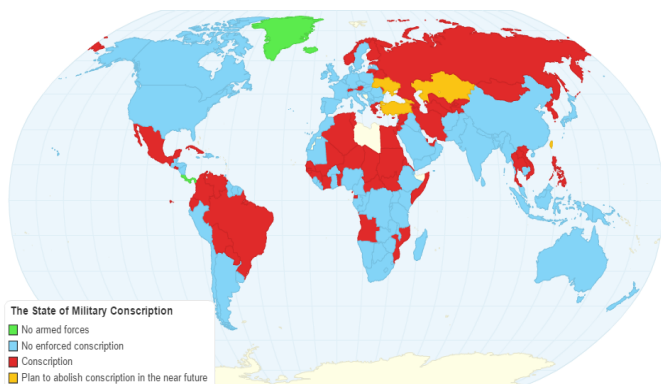 The State of Military Conscription
No armed forces
No enforced conscription
Conscription
Plan to abolish conscription in the near future